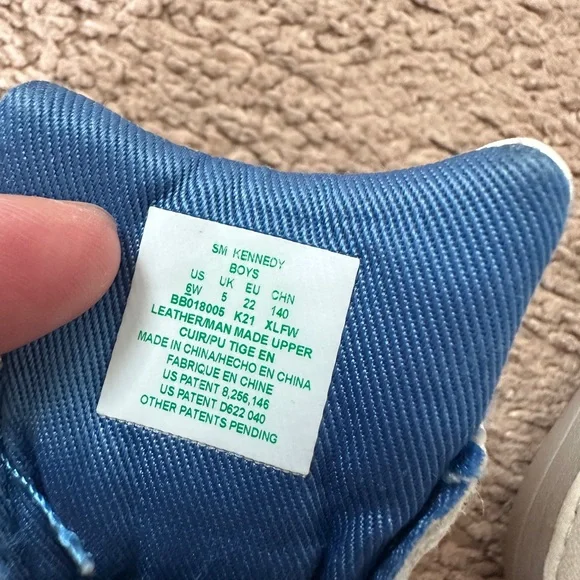 SM KENNEDY
BOYS
US UK EU CHN
6W 5 22 140
BB018005 K21 XLFW
LEATHER/MAN MADE UPPER
CUIR/PU TIGE EN
MADE IN CHINA/HECHO EN CHINA
FABRIQUE EN CHINE
US PATENT 8,256,146
US PATENT D622 040
OTHER PATENTS PENDING